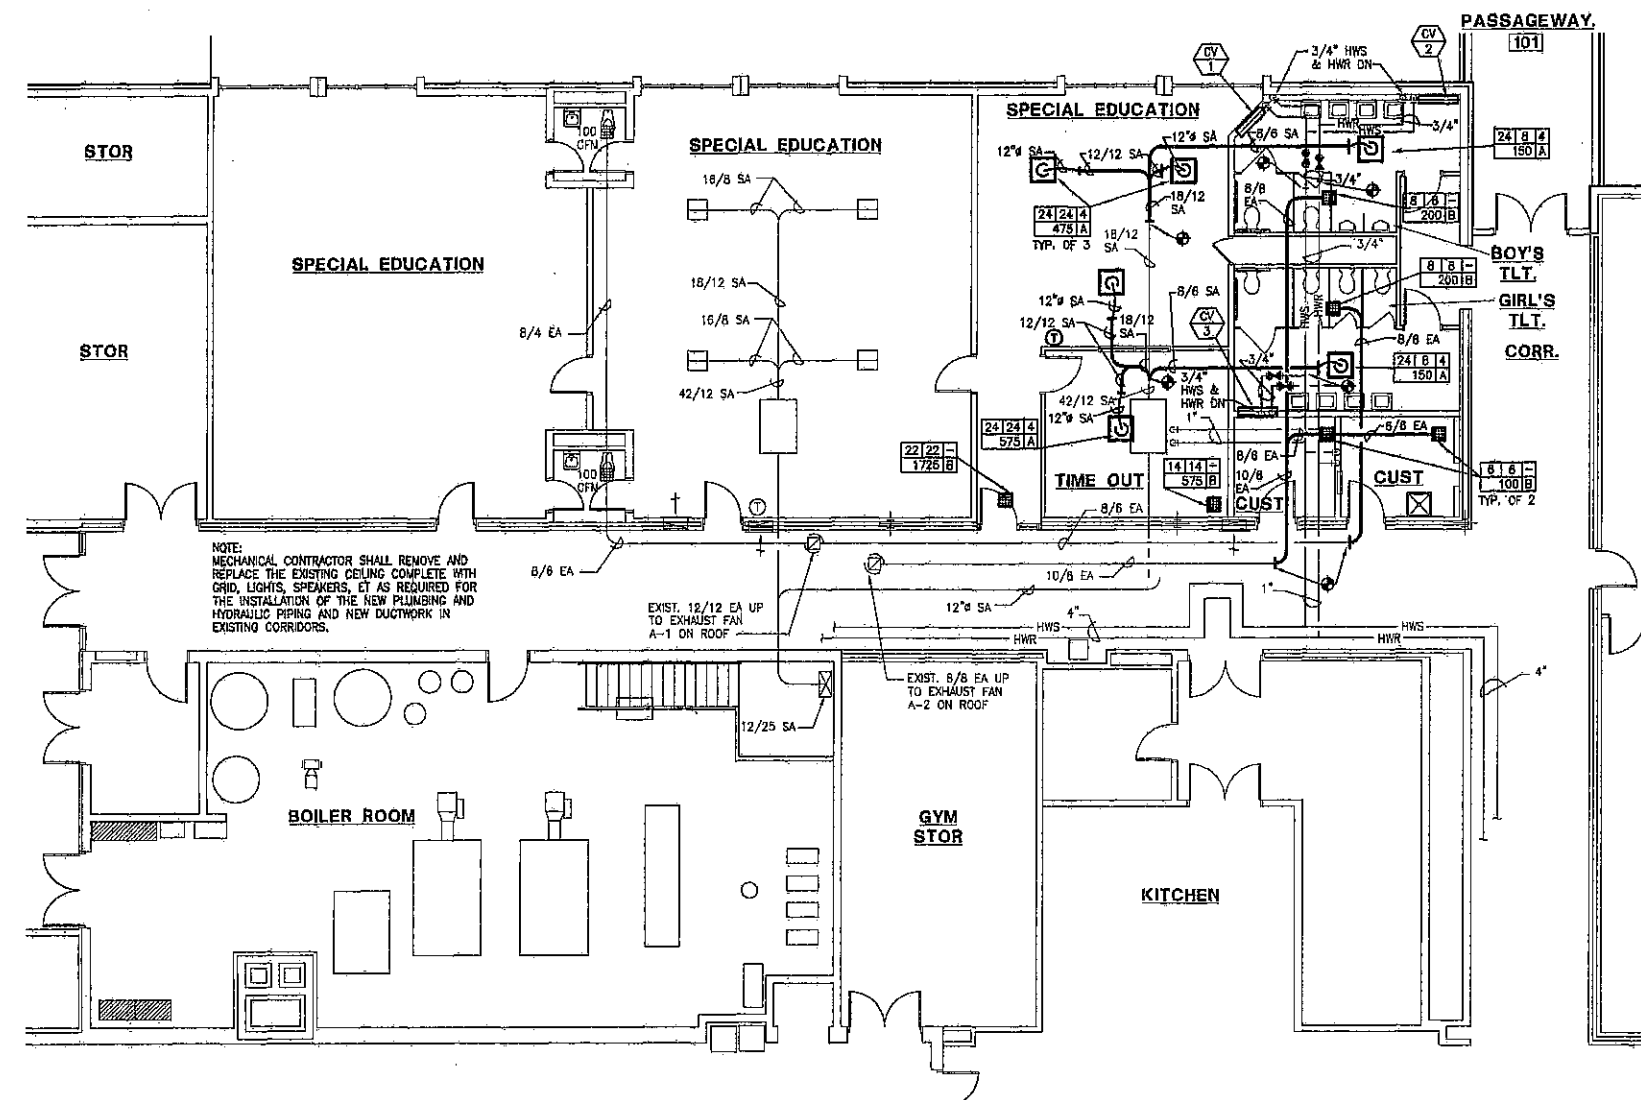 PASSAGEWAY.
101
CV
1
3/4" HWS
& HWR DN
CV
2
SPECIAL EDUCATION
8/6 SA
HWR
HWS
3/4"
24 8 4
150 A
100
CFM
STOR
SPECIAL EDUCATION
12"ø SA
12/12 SA
12"ø SA
16/8 SA
18/12
SA
8/8
EA
3/4"
8 8 -
200 B
24 24 4
475 A
TYP. OF 3
18/12
SA
3/4"
BOY'S
TLT.
SPECIAL EDUCATION
8 8 -
200 B
18/12 SA
8/6 SA
GIRL'S
TLT.
12"ø SA
HWS
HWR
16/8 SA
12/12 SA
18/12
SA
CV
3
8/4 EA
T
8/8 EA
STOR
CORR.
3/4"
24 8 4
150 A
3/4"
HWS &
HWR DN
42/12 SA
42/12 SA
12"ø SA
1"
24 24 4
575 A
6/6 EA
22 22 -
1725 B
8/6 EA
100
CFM
14 14 -
575 B
10/8
EA
6 6 -
100 B
TYP. OF 2
TIME OUT
CUST
CUST
T
8/6 EA
NOTE:
MECHANICAL CONTRACTOR SHALL REMOVE AND
REPLACE THE EXISTING CEILING COMPLETE WITH
GRID, LIGHTS, SPEAKERS, ET AS REQUIRED FOR
THE INSTALLATION OF THE NEW PLUMBING AND
HYDRAULIC PIPING AND NEW DUCTWORK IN
EXISTING CORRIDORS.
8/6 EA
10/8 EA
1"
EXIST. 12/12 EA UP
TO EXHAUST FAN
A-1 ON ROOF
12"ø SA
4"
HWS
HWS
HWR
HWR
EXIST. 8/8 EA UP
TO EXHAUST FAN
A-2 ON ROOF
4"
12/25 SA
BOILER ROOM
GYM
STOR
KITCHEN